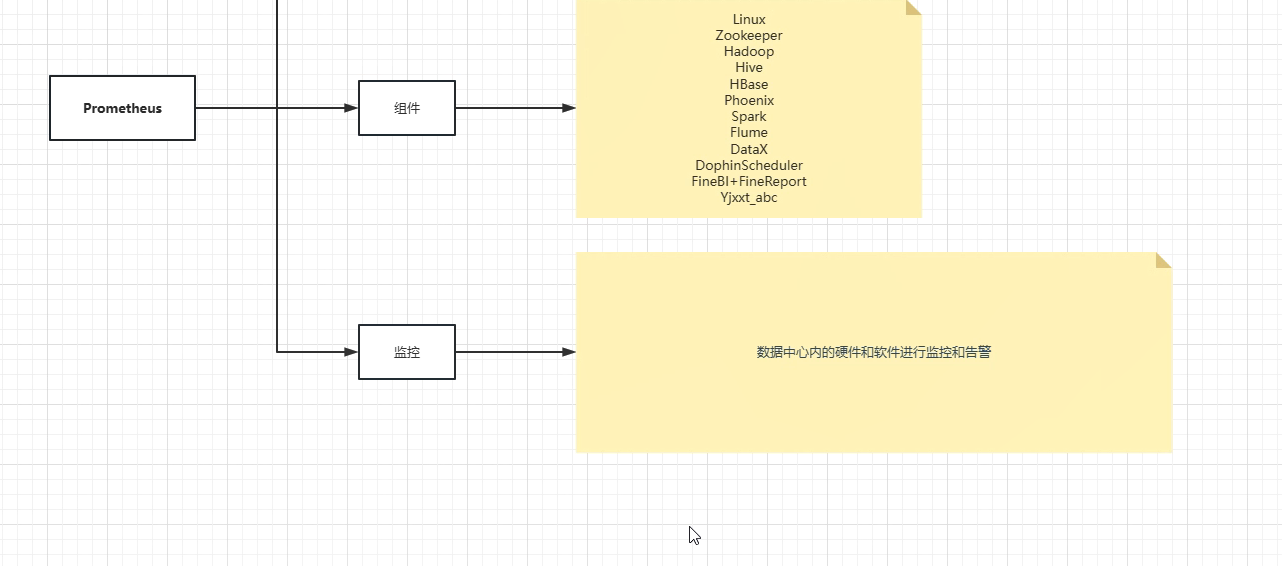 Linux
Zookeeper
Hadoop
Hive
HBase
Phoenix
Spark
Flume
DataX
DophinScheduler
FineBI+FineReport
Yjxxt_abc
Prometheus
组件
监控
数据中心内的硬件和软件进行监控和告警